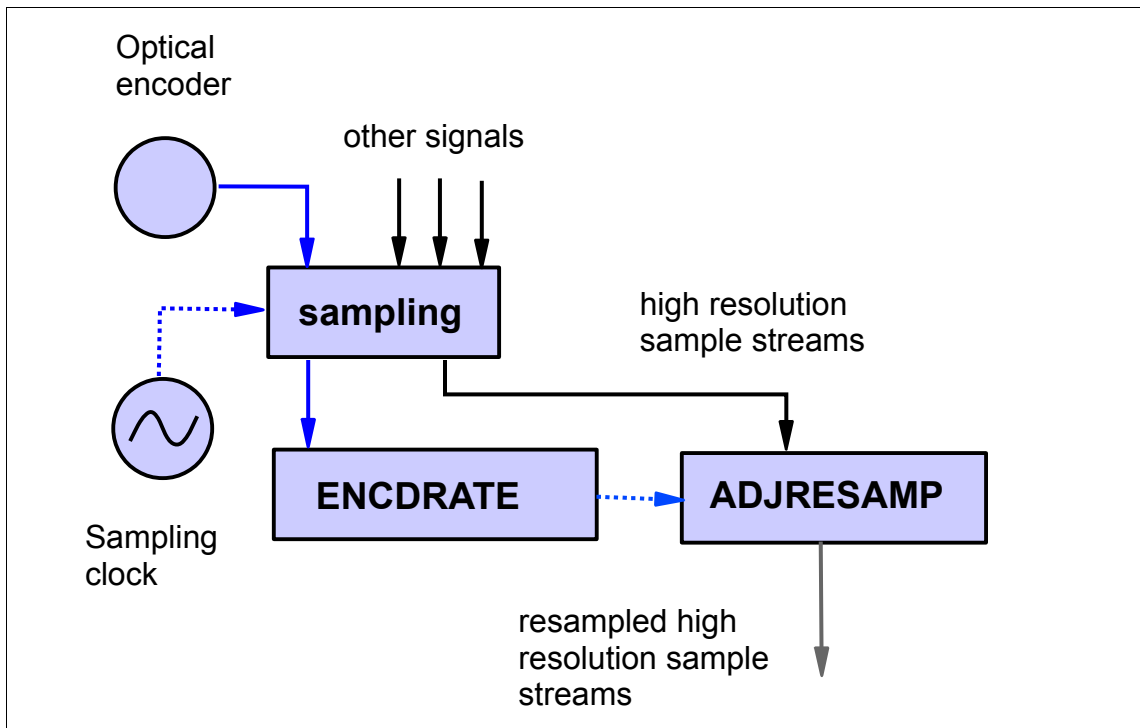 Optical
encoder
other signals
sampling
high resolution
sample streams
ENCDRATE
ADJRESAMP
Sampling
clock
resampled high
resolution sample
streams